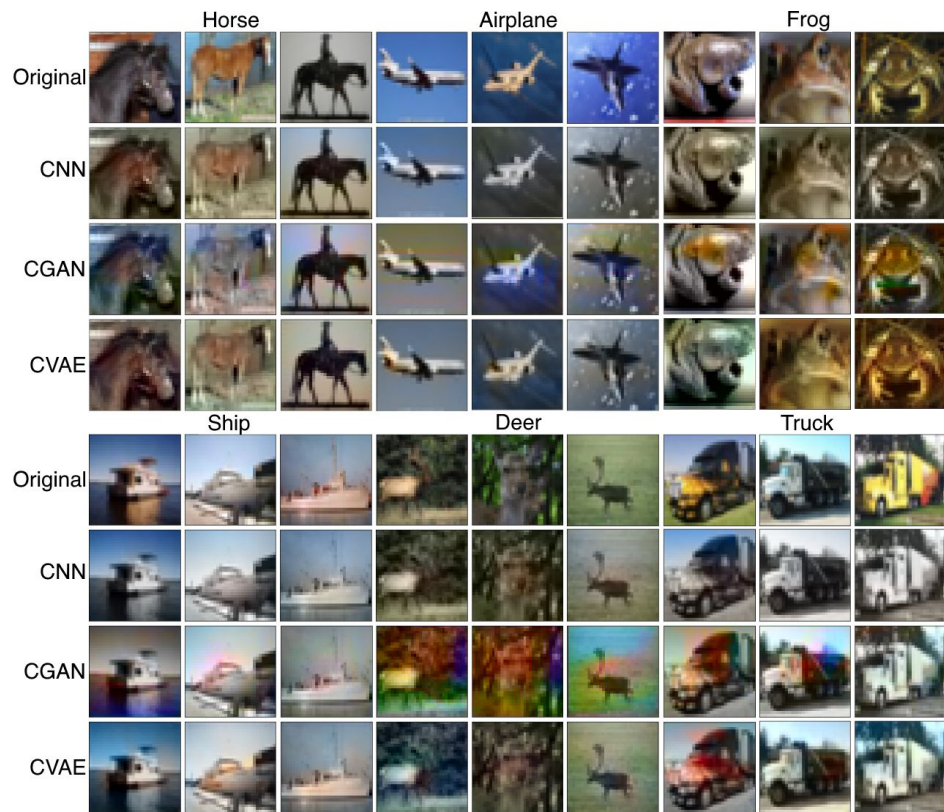 Horse Airplane Frog
Original
CNN
CGAN
CVAE
Ship Deer Truck
Original
CNN
CGAN
CVAE